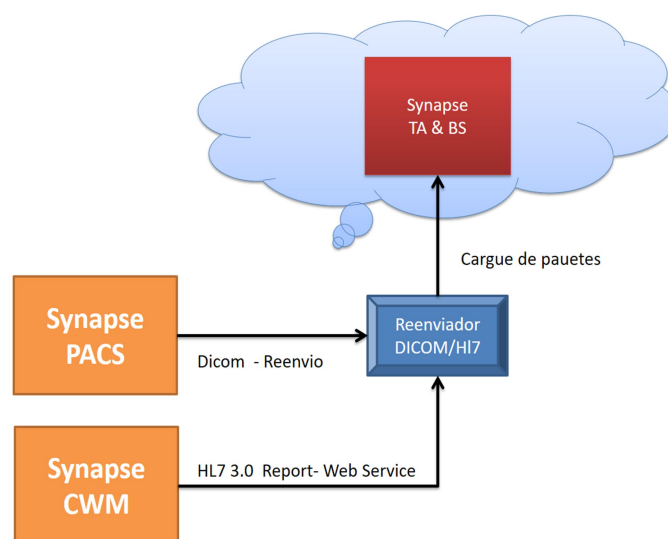 Synapse
TA & BS
Cargue de pauetes
Synapse
PACS
Dicom - Reenvio
Reenviador
DICOM/Hl7
Synapse
CWM
HL7 3.0 Report- Web Service